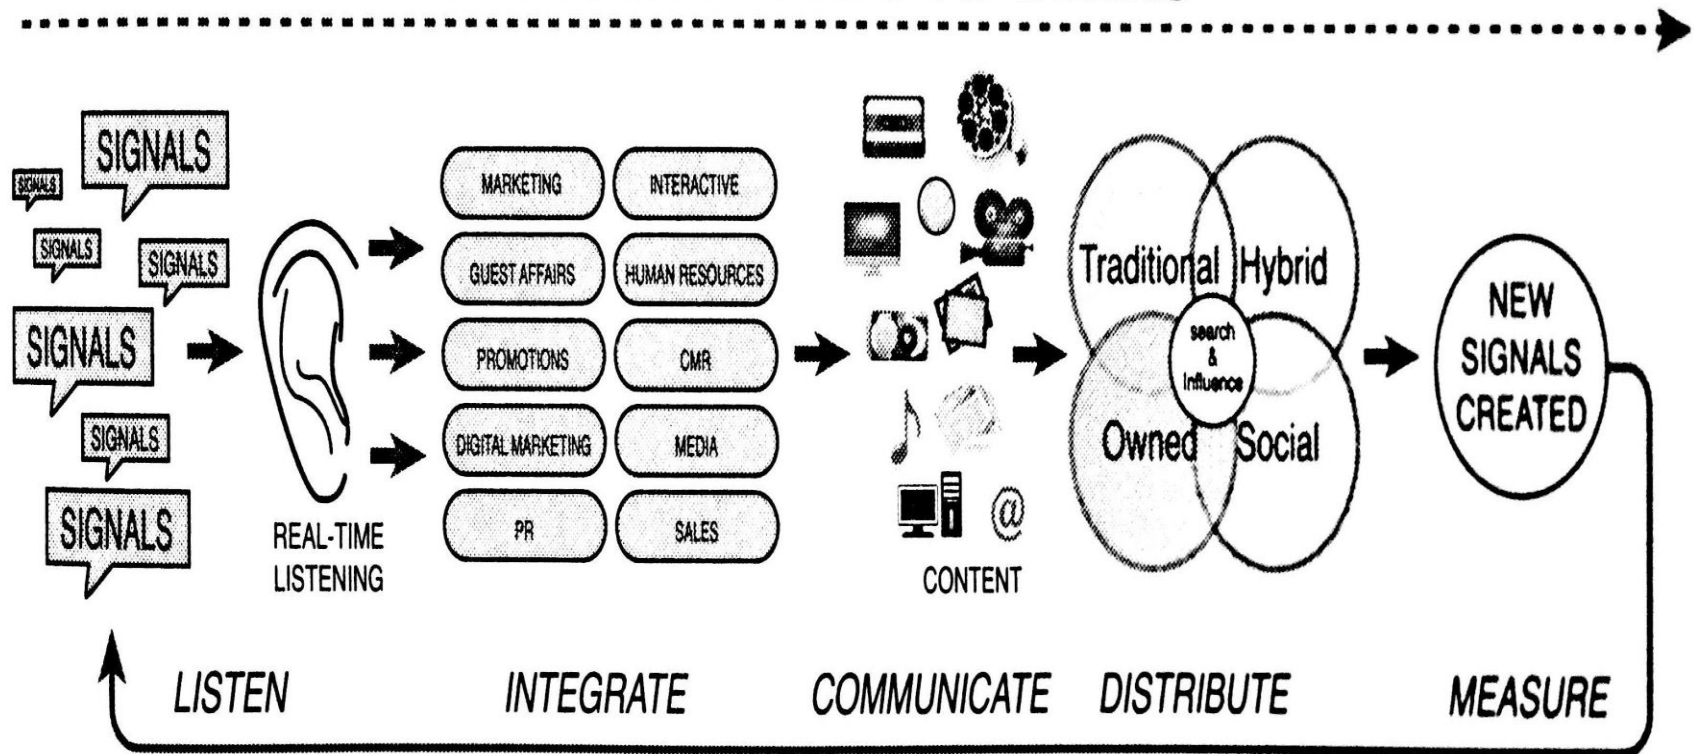 SIGNALS
SIGNALS
SIGNALS
SIGNALS
SIGNALS
SIGNALS
SIGNALS
REAL-TIME
LISTENING
MARKETING
INTERACTIVE
GUEST AFFAIRS
HUMAN RESOURCES
PROMOTIONS
CMR
DIGITAL MARKETING
MEDIA
PR
SALES
@
CONTENT
Traditional
Hybrid
search
&
Influence
Owned
Social
NEW
SIGNALS
CREATED
LISTEN
INTEGRATE
COMMUNICATE
DISTRIBUTE
MEASURE